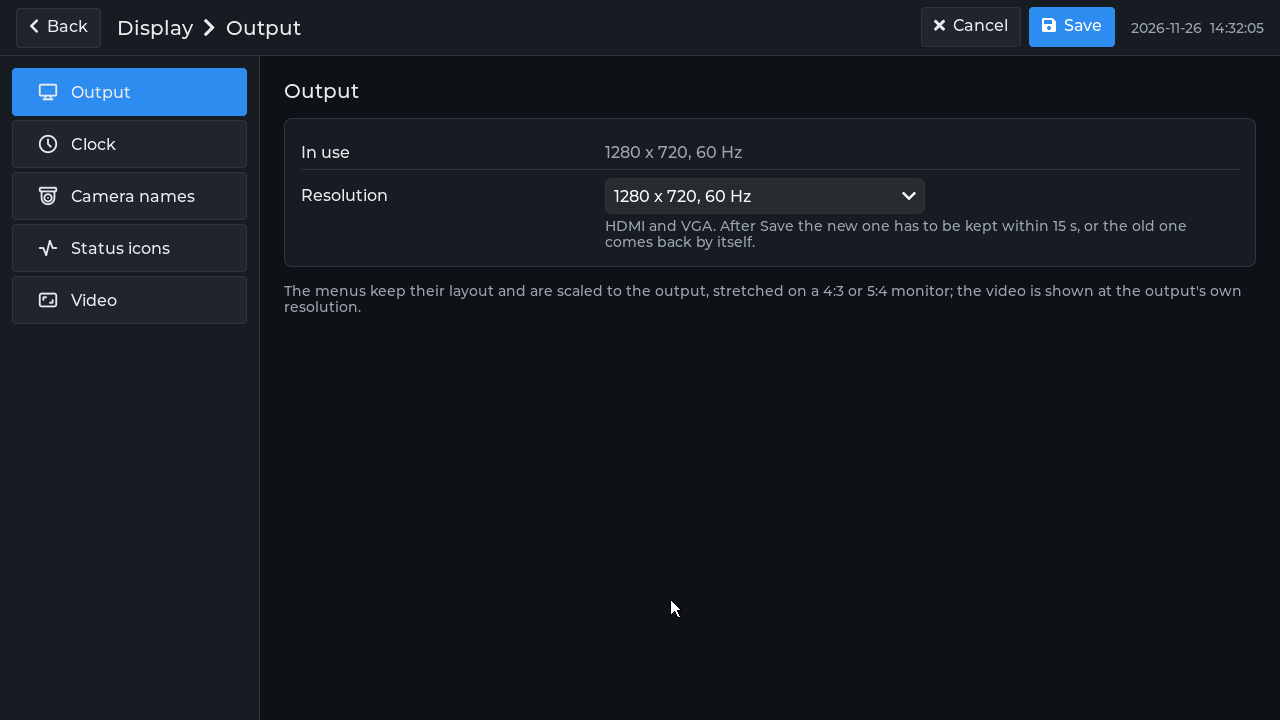 Back
Display > Output
Cancel
Save
2026-11-26 14:32:05
Output
Clock
Camera names
Status icons
Video
Output
In use
1280 x 720, 60 Hz
Resolution
1280 x 720, 60 Hz
HDMI and VGA. After Save the new one has to be kept within 15 s, or the old one
comes back by itself.
The menus keep their layout and are scaled to the output, stretched on a 4:3 or 5:4 monitor; the video is shown at the output's own
resolution.